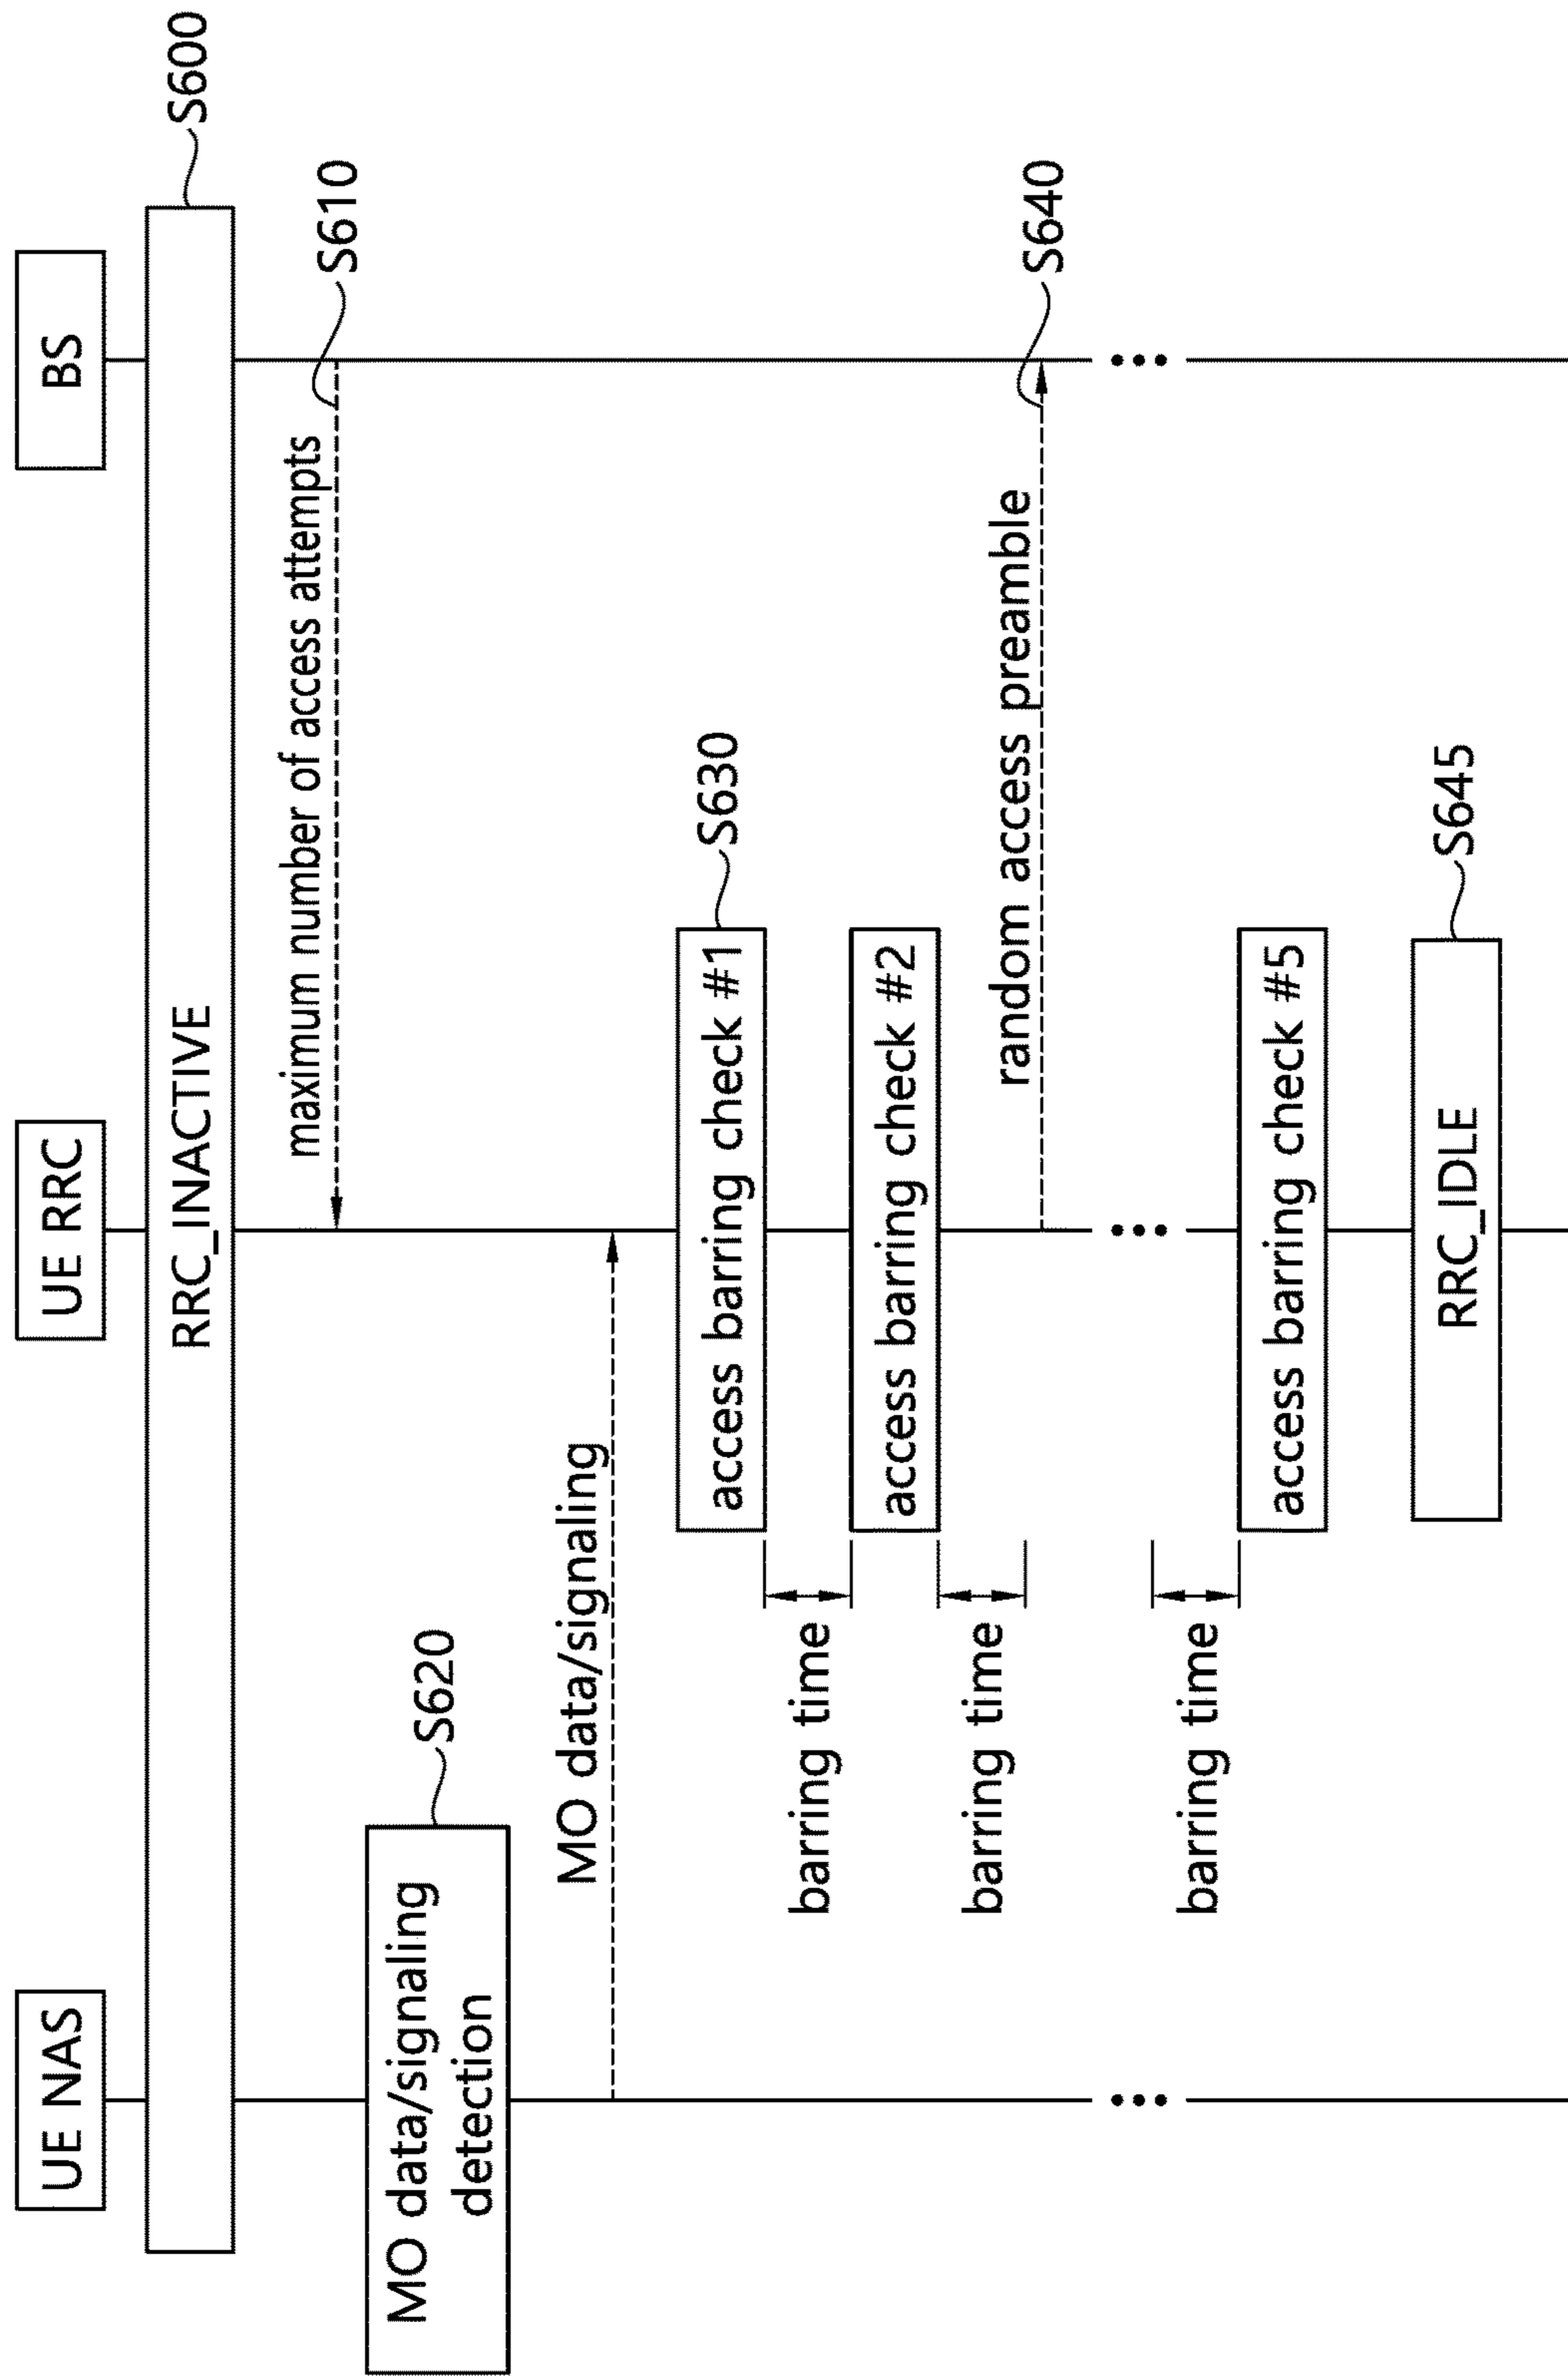 UE NAS
UE RRC
BS
RRC_INACTIVE
S600
maximum number of access attempts
S610
MO data/signaling
detection
S620
MO data/signaling
access barring check #1
S630
barring time
access barring check #2
barring time
random access preamble
S640
•••
•••
•••
barring time
access barring check #5
RRC_IDLE
S645